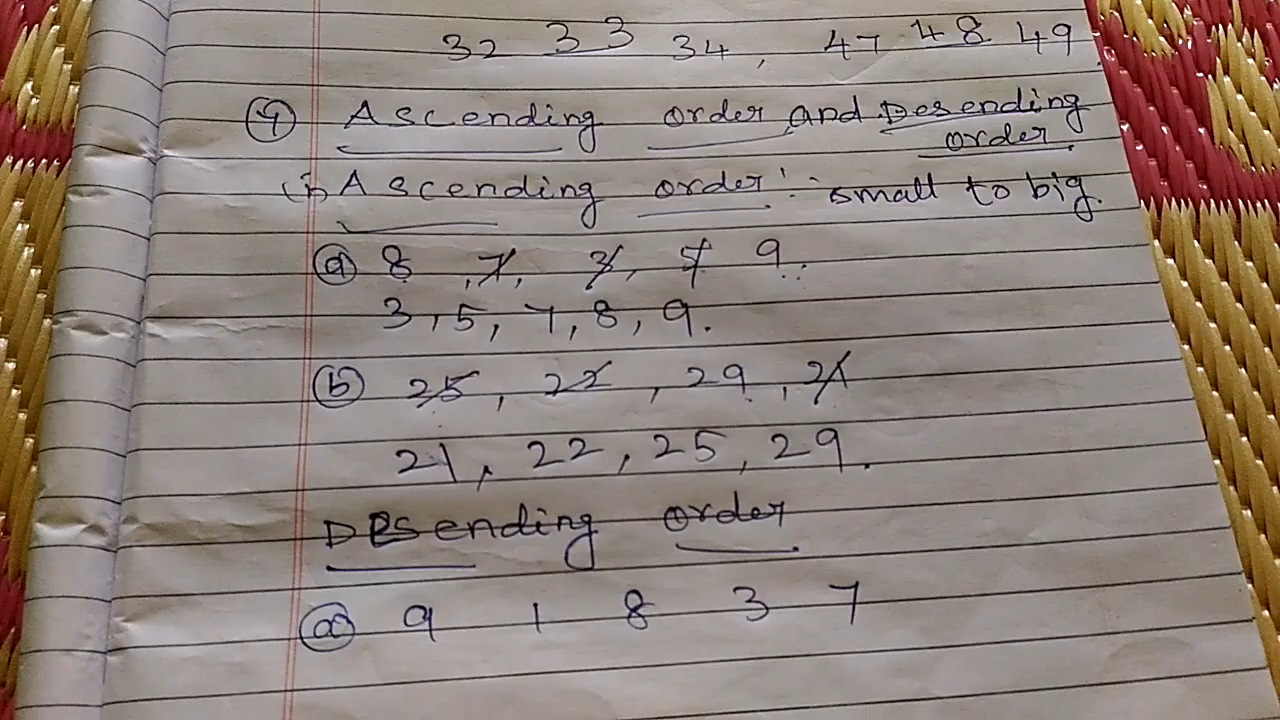 32 33 34, 47 48 49
9 Ascending order and Desending
order.
(i) Ascending order :- small to big.
a 8, 7, 3, 5 9.
3, 5, 7, 8, 9.
b 25, 22, 29, 21
21, 22, 25, 29.
Desending order
a 9 1 8 3 7